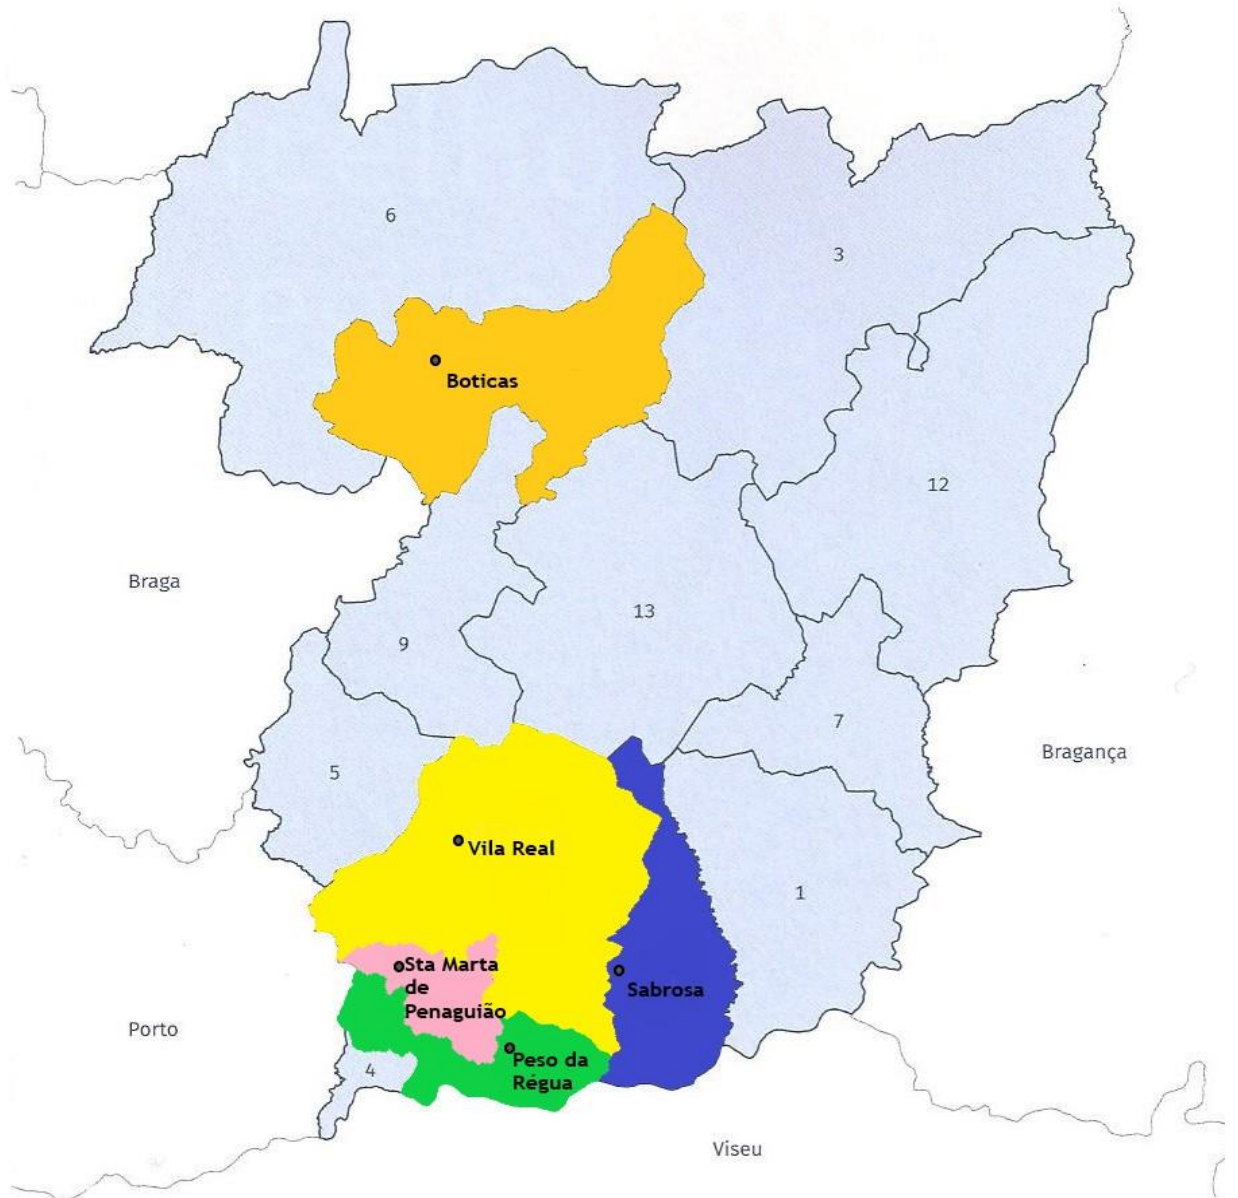 6
3
Boticas
12
Braga
13
9
7
Bragança
5
Vila Real
1
Sta Marta
de
Penaguião
Sabrosa
Porto
Peso da
Régua
4
Viseu